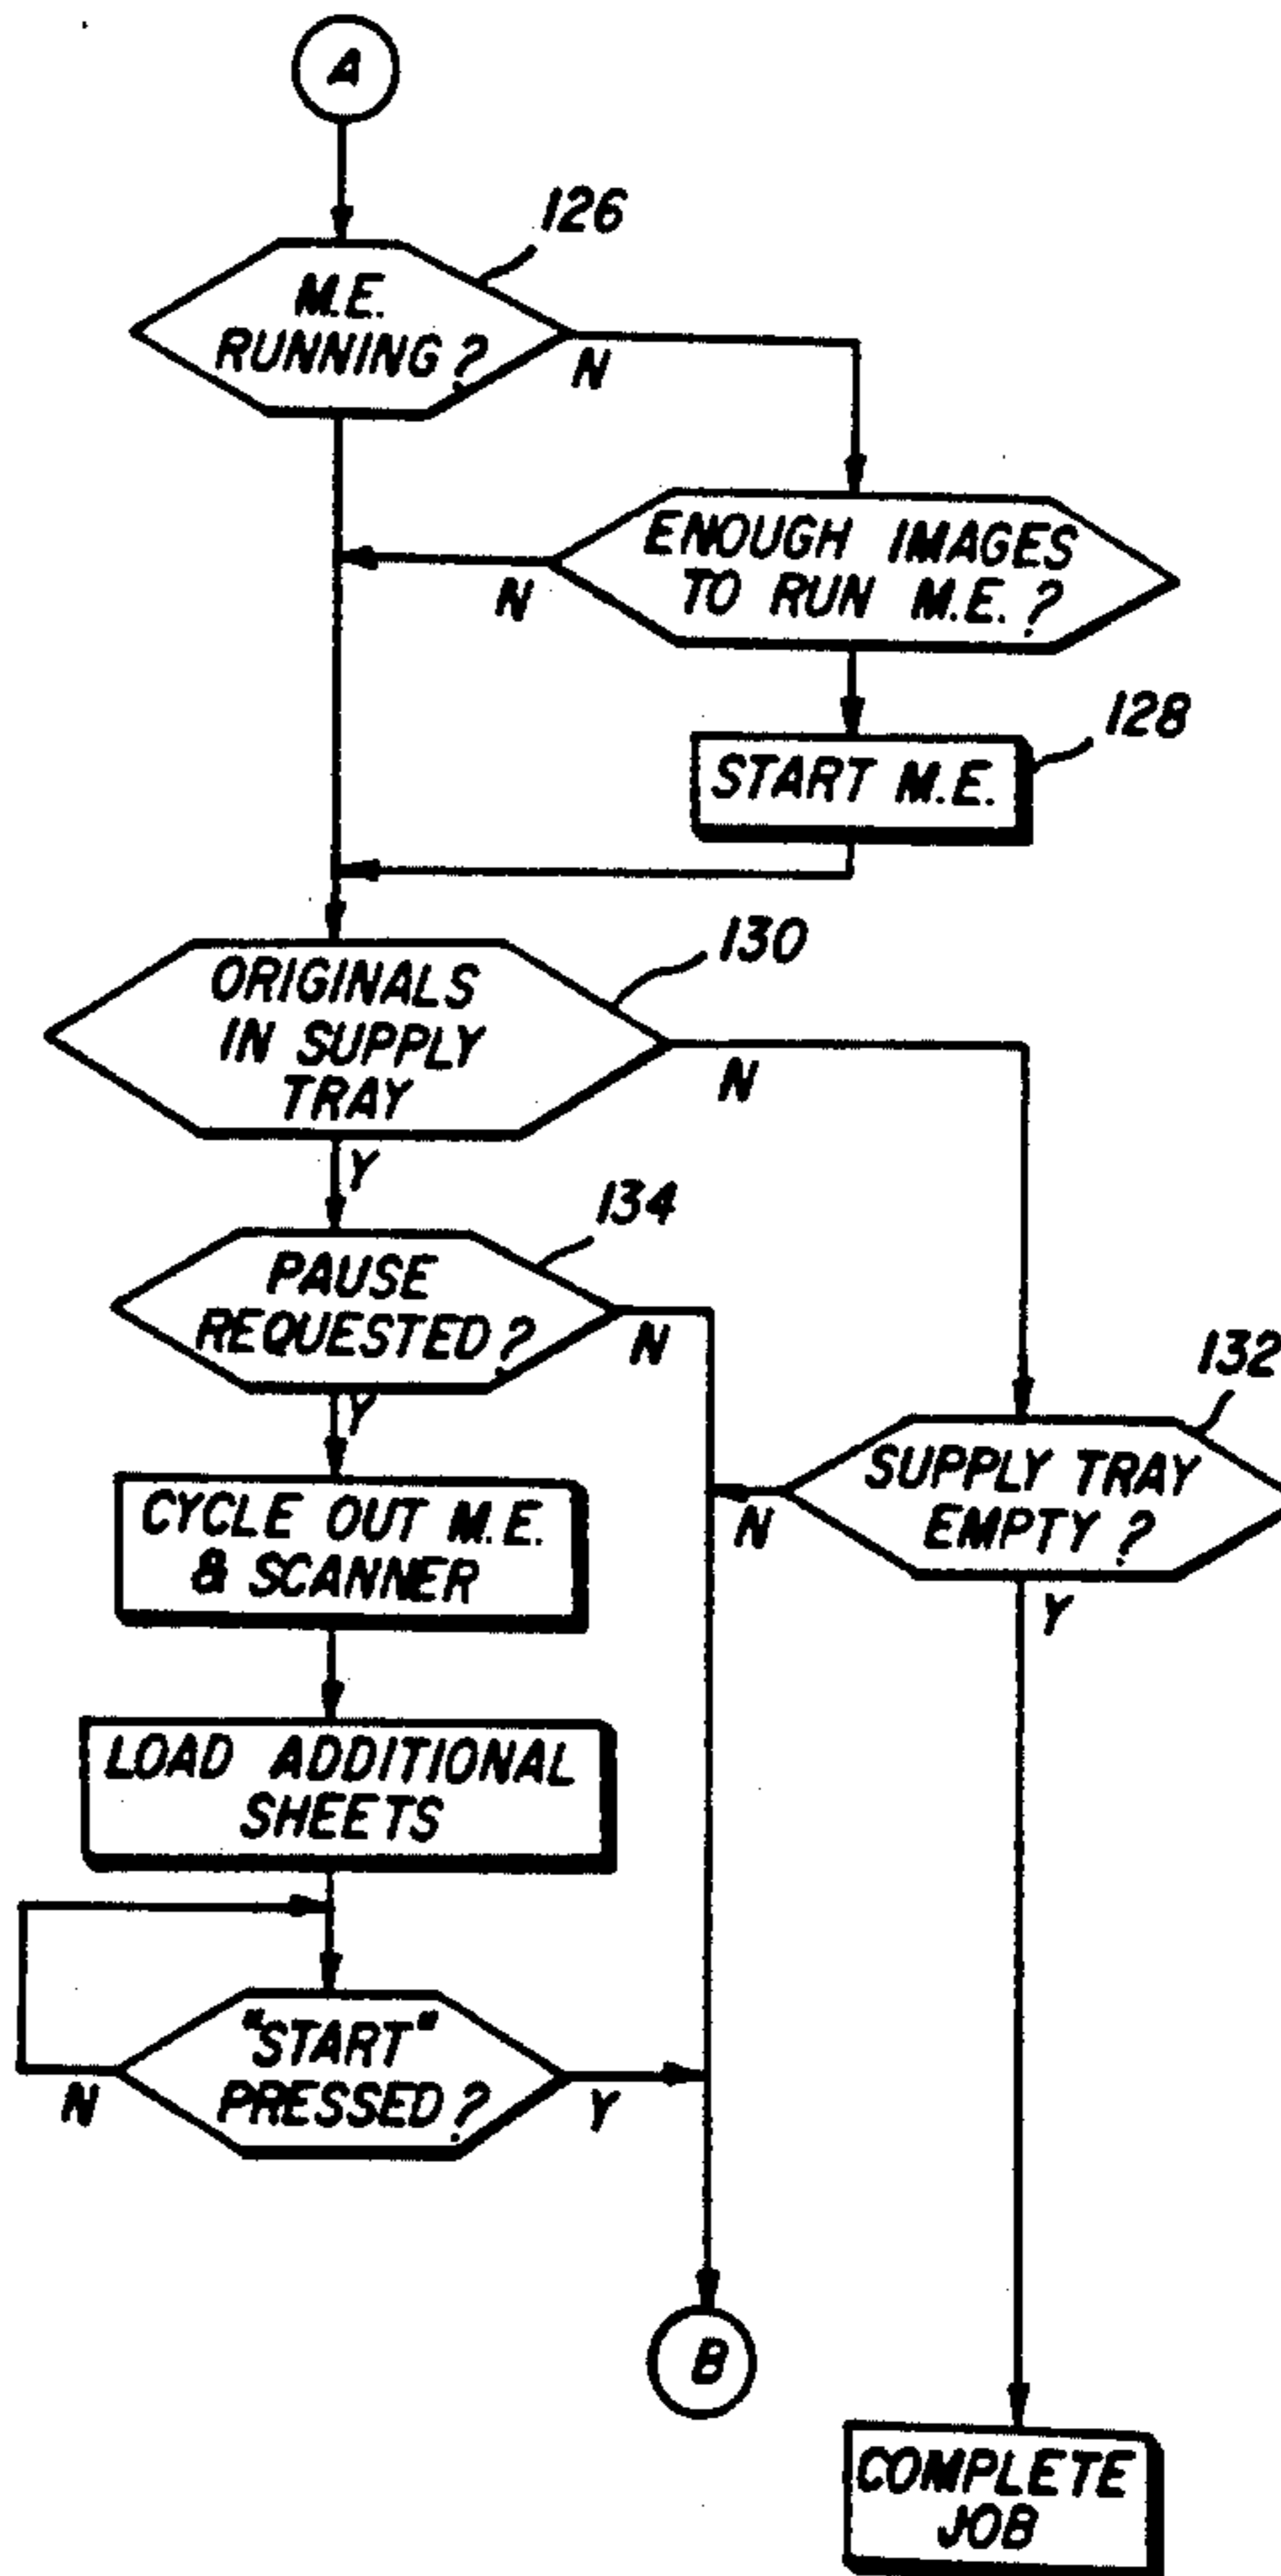 A
126
M.E.
RUNNING?
N
ENOUGH IMAGES
TO RUN M.E.?
N
128
START M.E.
130
ORIGINALS
IN SUPPLY
TRAY
N
Y
134
PAUSE
REQUESTED?
N
Y
132
SUPPLY TRAY
EMPTY?
N
Y
CYCLE OUT M.E.
& SCANNER
LOAD ADDITIONAL
SHEETS
"START"
PRESSED?
N
Y
B
COMPLETE
JOB